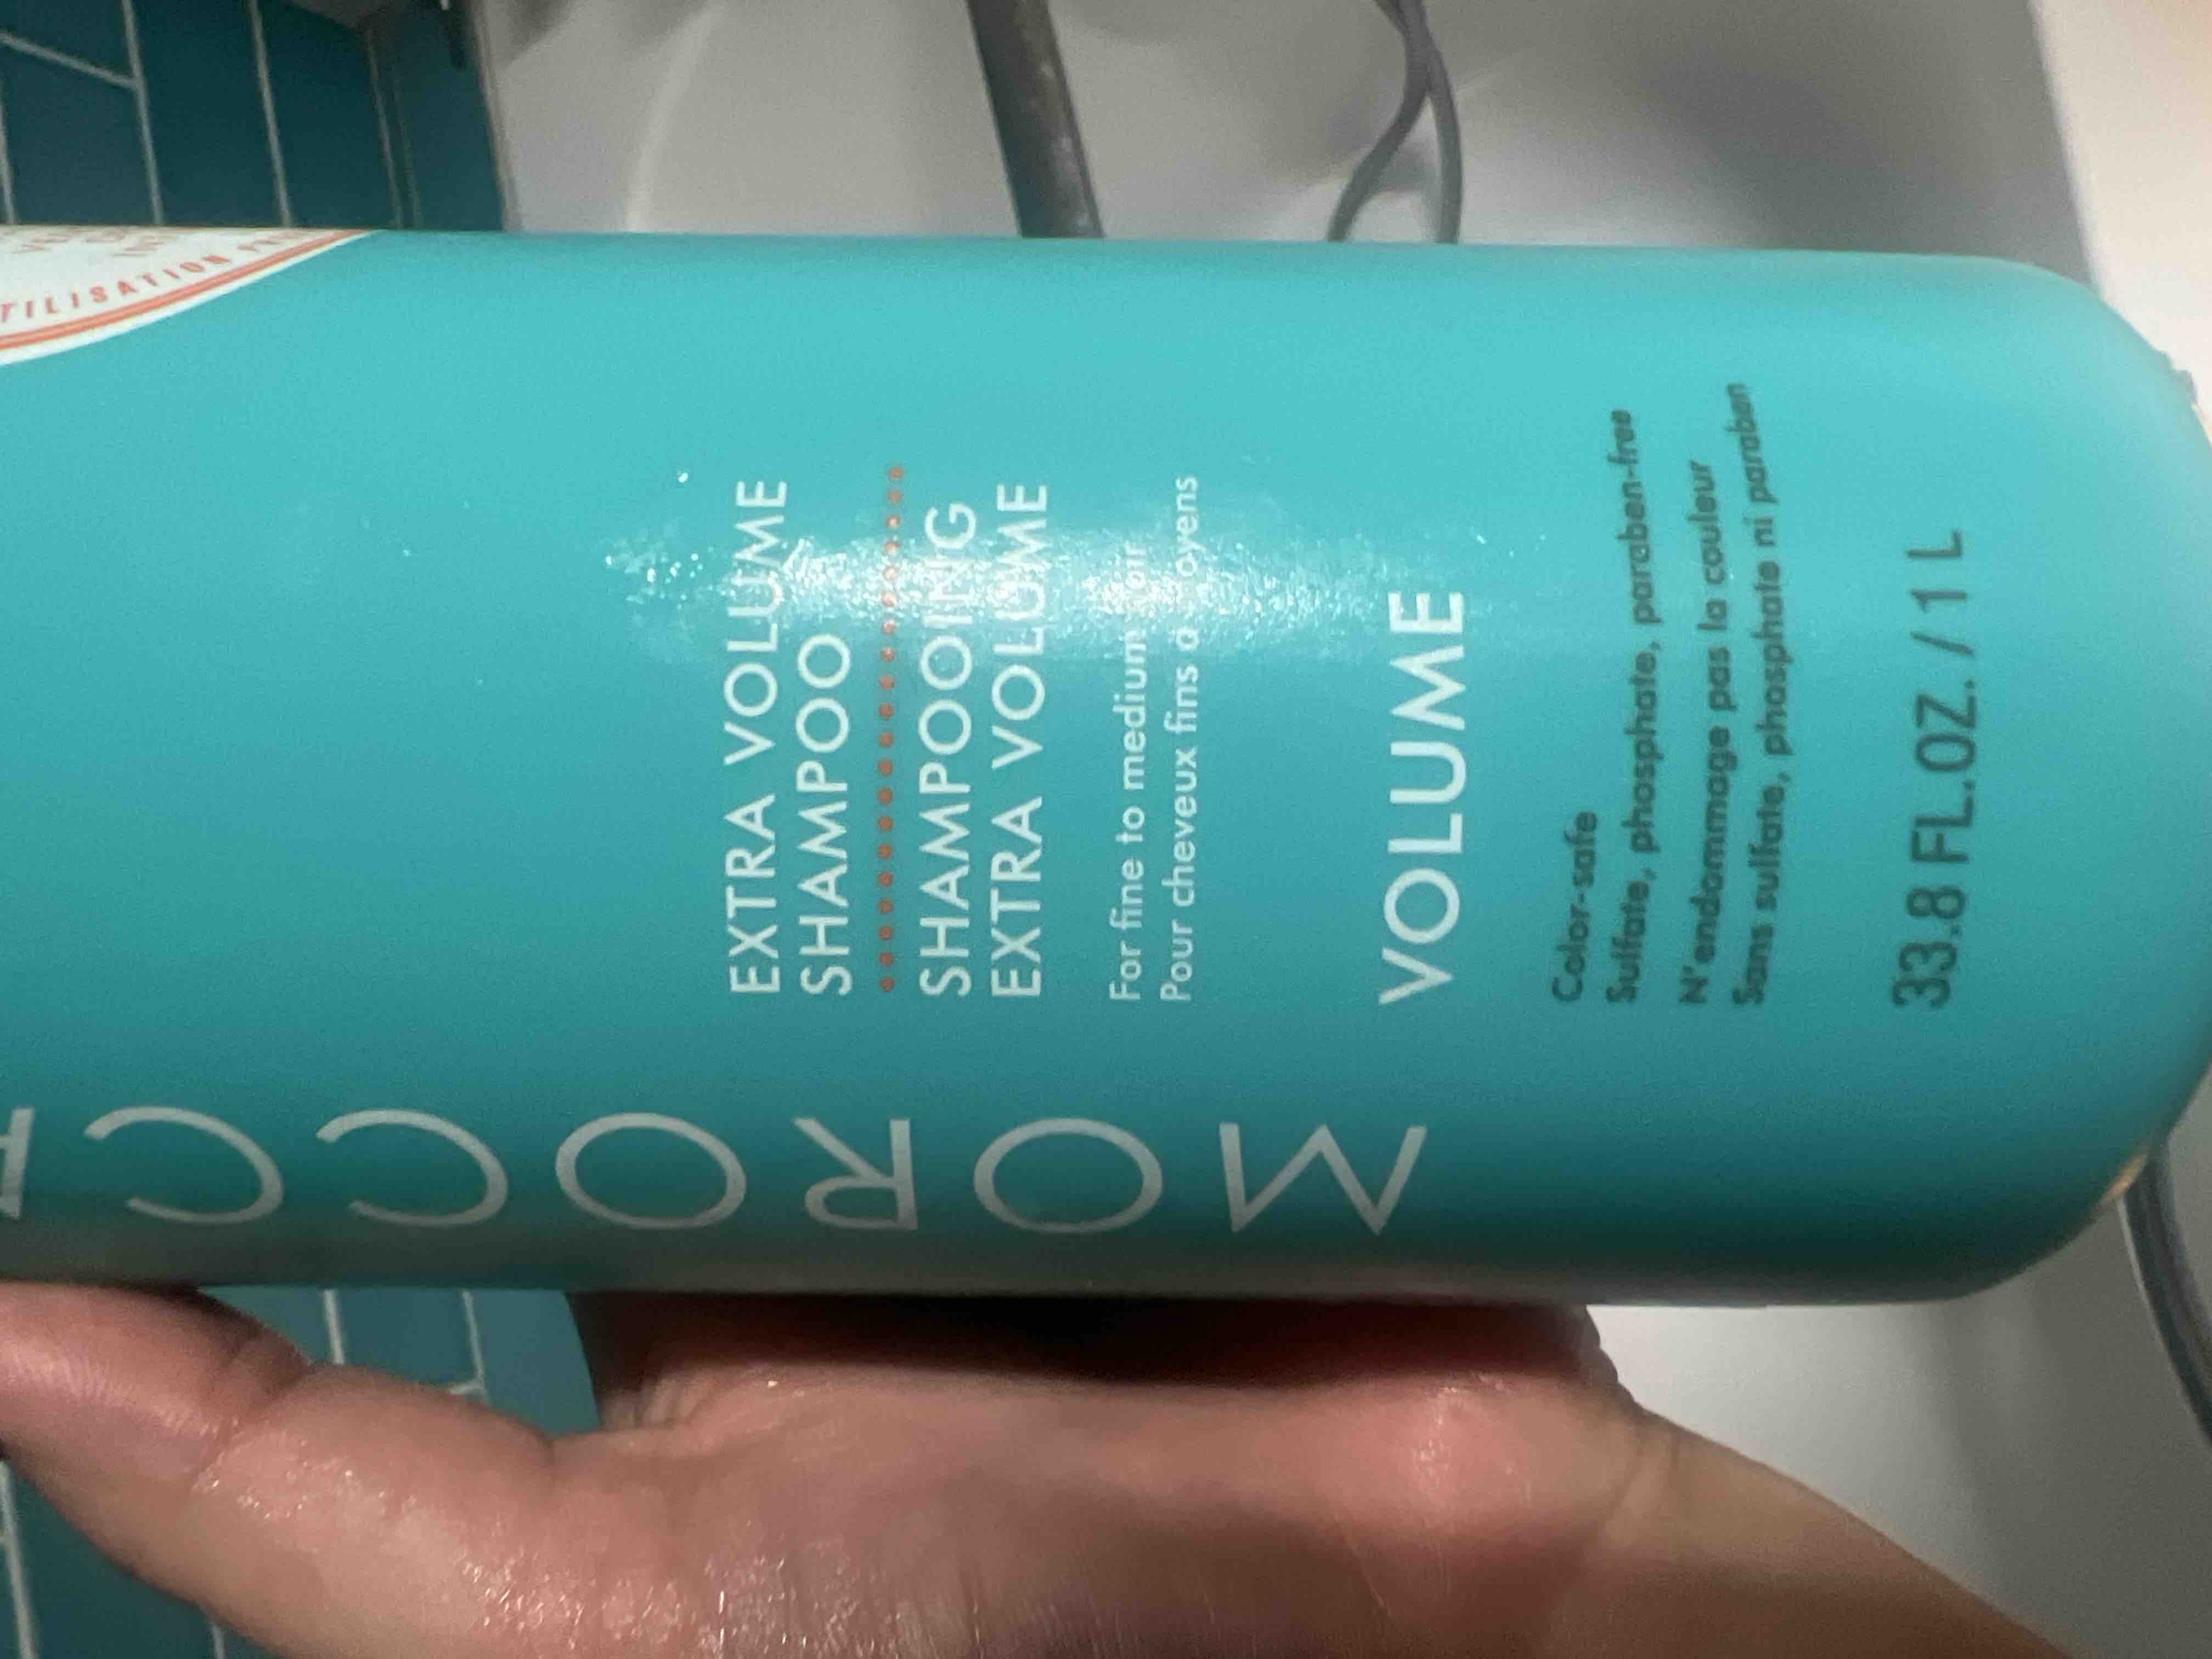 EXTRA VOLUME
SHAMPOO
SHAMPOOING
EXTRA VOLUME
For fine to medium
Pour cheveux fins à moyens
VOLUME
Color-safe
Sulfate, phosphate, paraben-free
N'endommage pas la couleur
Sans sulfate, phosphate ni paraben
33.8 FL.OZ. / 1 L
MOROCC
TILISATION